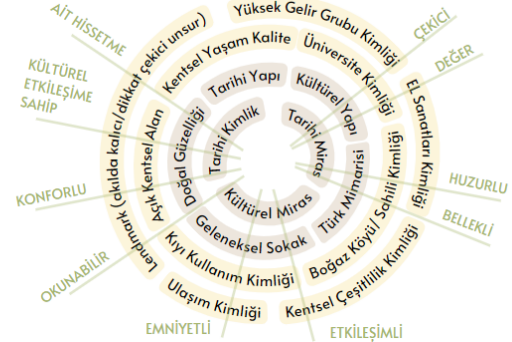 AİT HİSSETME
Yüksek Gelir Grubu Kimliği
ÇEKİCİ
DEĞER
KÜLTÜREL
ETKİLEŞİME
SAHİP
Kentsel Yaşam Kalite
Üniversite Kimliği
Lendmark (akılda kalıcı/dikkat çekici unsur)
Tarihi Yapı
Kültürel Yapı
EL Sanatları Kimliği
Açık Kentsel Alan
Doğal Güzelliği
Tarihi Kimlik
Tarihi Miras
Türk Mimarisi
Boğaz Köyü/ Sahili Kimliği
KONFORLU
HUZURLU
BELLEKLİ
Kültürel Miras
Geleneksel Sokak
Kıyı Kullanım Kimliği
Ulaşım Kimliği
Kentsel Çeşitlilik Kimliği
OKUNABİLİR
EMNİYETLİ
ETKİLEŞİMLİ